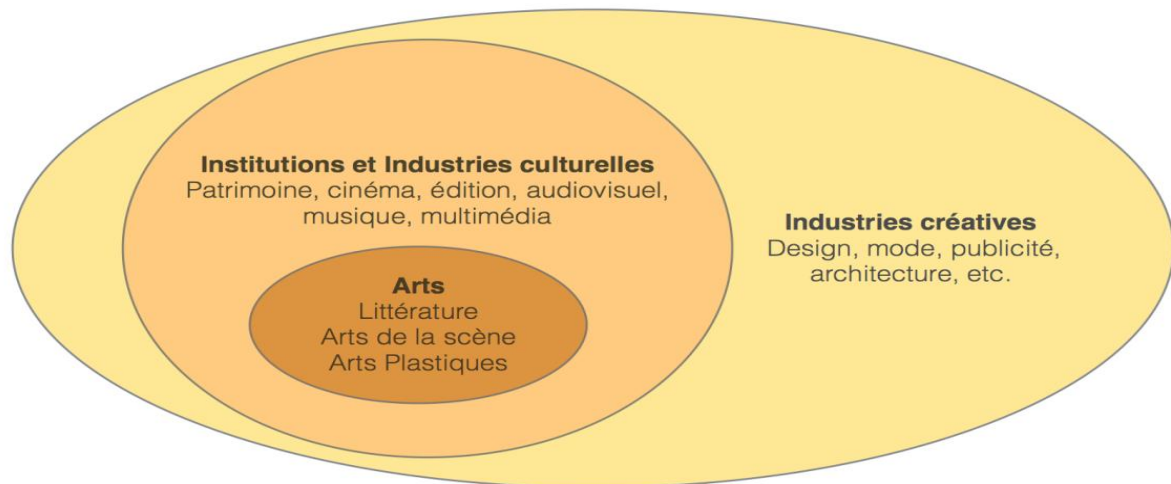 Institutions et Industries culturelles
Patrimoine, cinéma, édition, audiovisuel,
musique, multimédia
Industries créatives
Design, mode, publicité,
architecture, etc.
Arts
Littérature
Arts de la scène
Arts Plastiques